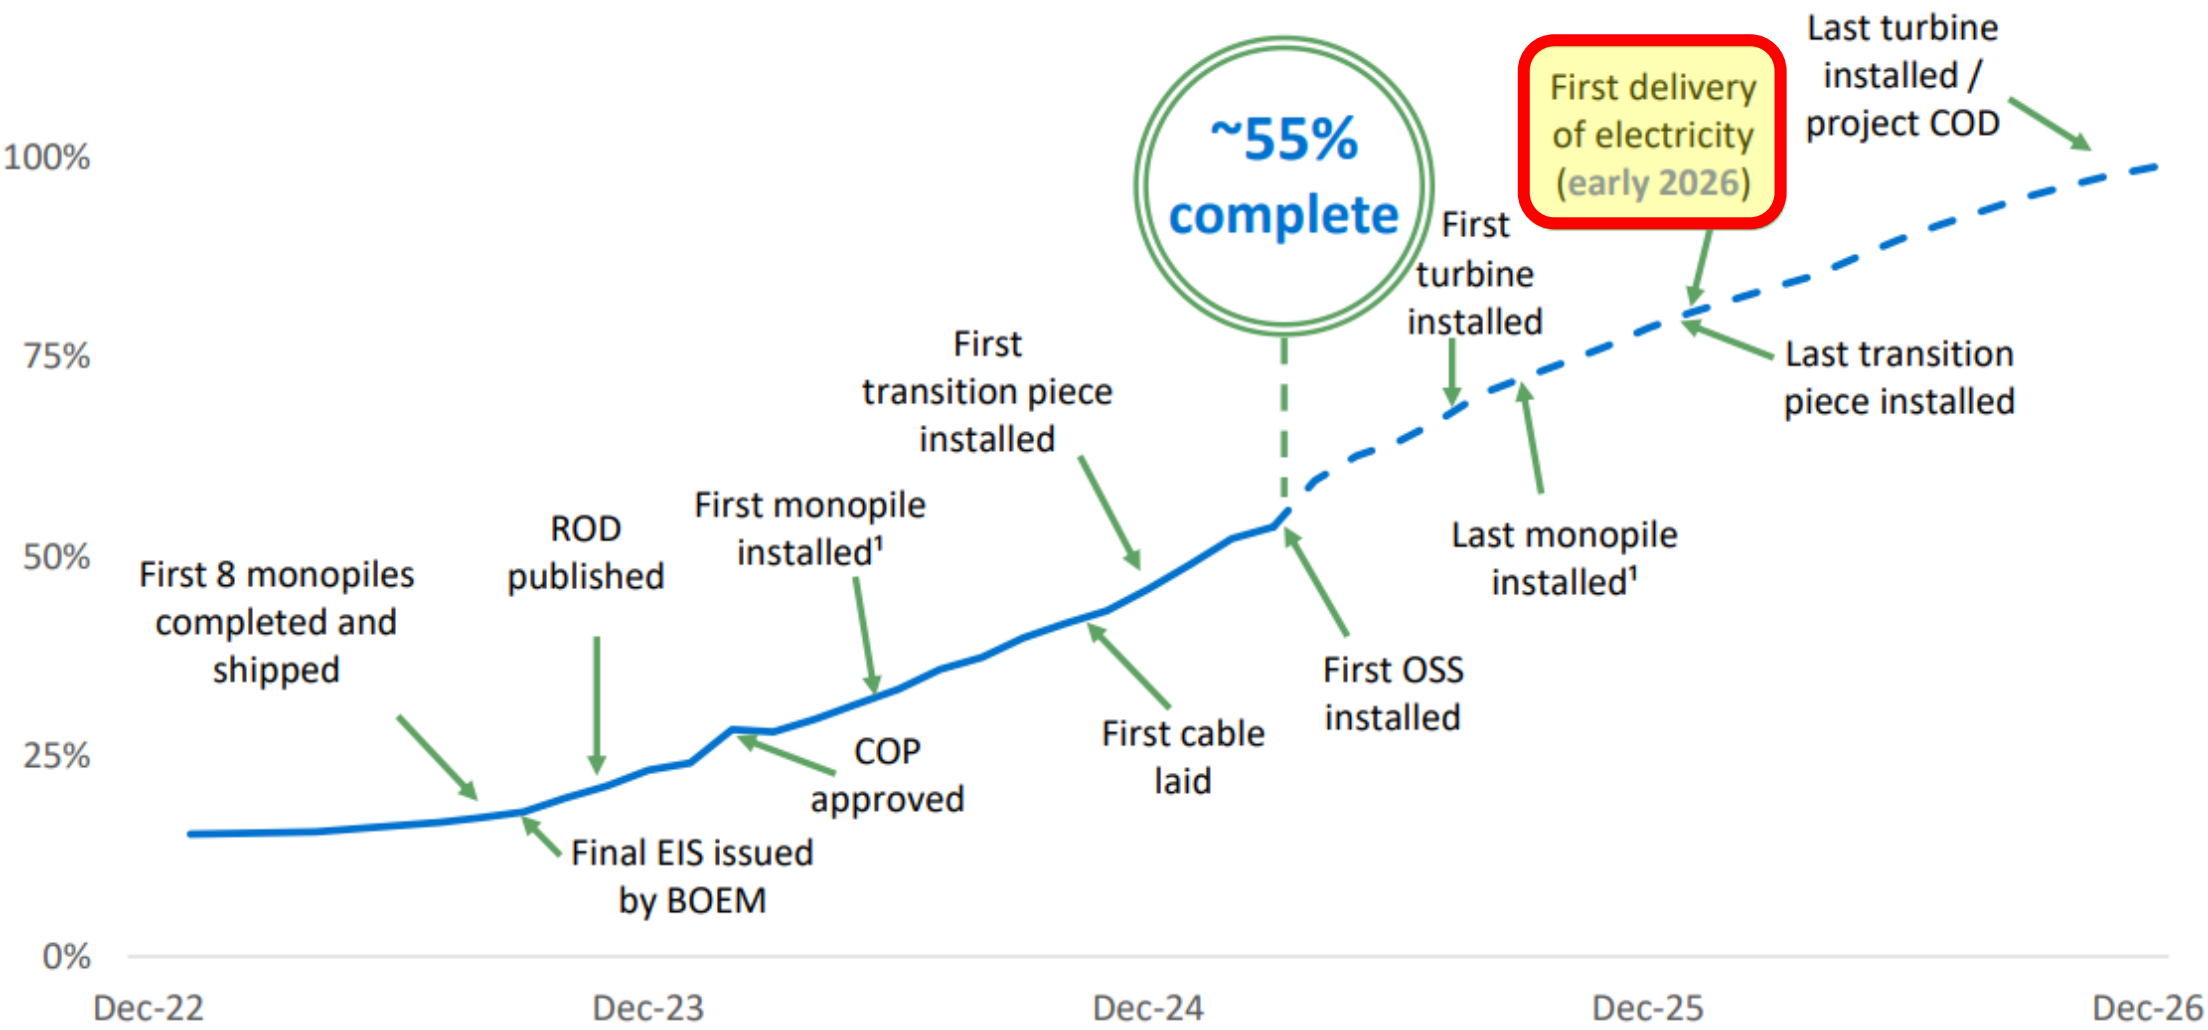 Last turbine
installed /
project COD
First delivery
of electricity
(early 2026)
~55%
complete
First
turbine
installed
First
transition piece
installed
Last transition
piece installed
First monopile
installed¹
ROD
published
First 8 monopiles
completed and
shipped
Last monopile
installed¹
First OSS
installed
First cable
laid
COP
approved
Final EIS issued
by BOEM
100%
75%
50%
25%
0%
Dec-22
Dec-23
Dec-24
Dec-25
Dec-26